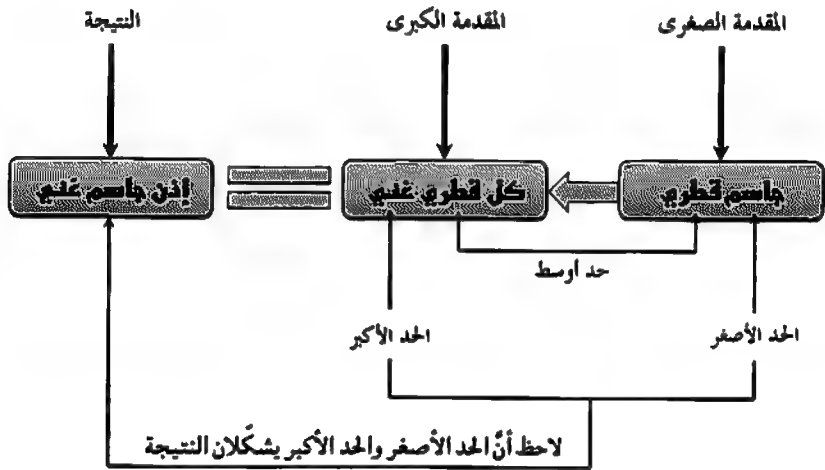 المقدمة الصغرى
المقدمة الكبرى
النتيجة
جاسم قطري
كل قطري غني
إذن جاسم غني
حد أوسط
الحد الأصغر
الحد الأكبر
لاحظ أنَّ الحد الأصغر والحد الأكبر يشكّلان النتيجة